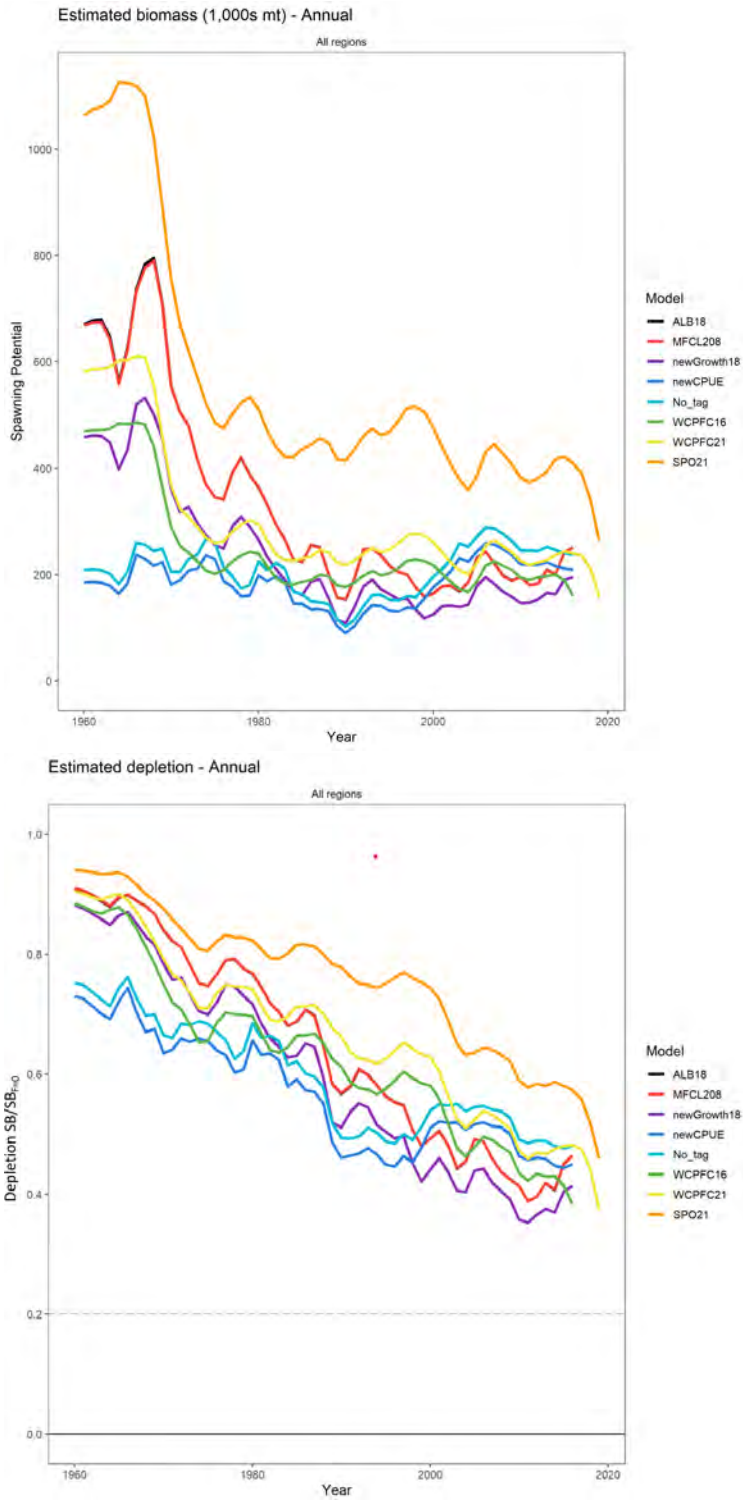 Estimated biomass (1,000s mt) - Annual
All regions
Spawning Potential
1000
800
600
400
200
0
1960
1980
2000
2020
Year
Model
ALB18
MFCL208
newGrowth18
newCPUE
No_tag
WCPFC16
WCPFC21
SPO21
Estimated depletion - Annual
All regions
Depletion SB/SBF=0
1.0
0.8
0.6
0.4
0.2
0.0
1960
1980
2000
2020
Year
Model
ALB18
MFCL208
newGrowth18
newCPUE
No_tag
WCPFC16
WCPFC21
SPO21